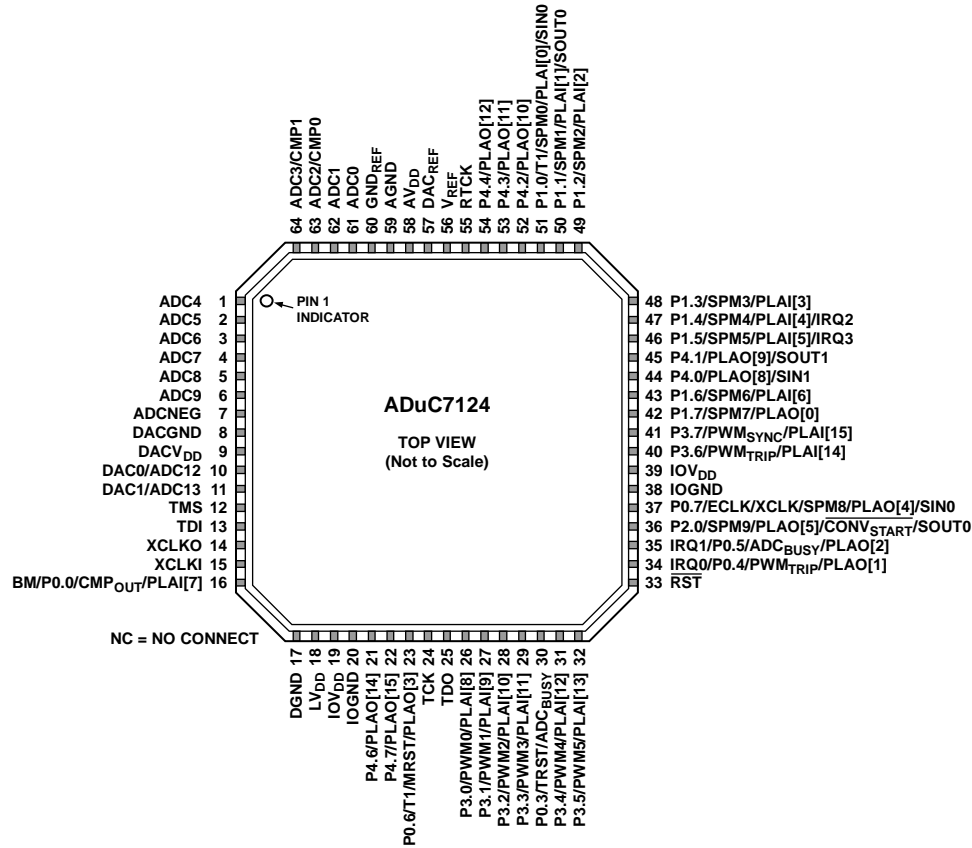 64 ADC3/CMP1
63 ADC2/CMP0
62 ADC1
61 ADC0
60 GNDREF
59 AGND
58 AVDD
57 DACREF
56 VREF
55 RTCK
54 P4.4/PLAO[12]
53 P4.3/PLAO[11]
52 P4.2/PLAO[10]
51 P1.0/T1/SPM0/PLAI[0]/SIN0
50 P1.1/SPM1/PLAI[1]/SOUT0
49 P1.2/SPM2/PLAI[2]
ADC4 1
ADC5 2
ADC6 3
ADC7 4
ADC8 5
ADC9 6
ADCNEG 7
DACGND 8
DACVDD 9
DAC0/ADC12 10
DAC1/ADC13 11
TMS 12
TDI 13
XCLKO 14
XCLKI 15
BM/P0.0/CMPOUT/PLAI[7] 16
PIN 1
INDICATOR
ADuC7124
TOP VIEW
(Not to Scale)
48 P1.3/SPM3/PLAI[3]
47 P1.4/SPM4/PLAI[4]/IRQ2
46 P1.5/SPM5/PLAI[5]/IRQ3
45 P4.1/PLAO[9]/SOUT1
44 P4.0/PLAO[8]/SIN1
43 P1.6/SPM6/PLAI[6]
42 P1.7/SPM7/PLAO[0]
41 P3.7/PWMSYNC/PLAI[15]
40 P3.6/PWMTRIP/PLAI[14]
39 IOVDD
38 IOGND
37 P0.7/ECLK/XCLK/SPM8/PLAO[4]/SIN0
36 P2.0/SPM9/PLAO[5]/CONVSTART/SOUT0
35 IRQ1/P0.5/ADCBUSY/PLAO[2]
34 IRQ0/P0.4/PWMTRIP/PLAO[1]
33 RST
NC = NO CONNECT
DGND 17
LVDD 18
IOVDD 19
IOGND 20
P4.6/PLAO[14] 21
P4.7/PLAO[15] 22
P0.6/T1/MRST/PLAO[3] 23
TCK 24
TDO 25
P3.0/PWM0/PLAI[8] 26
P3.1/PWM1/PLAI[9] 27
P3.2/PWM2/PLAI[10] 28
P3.3/PWM3/PLAI[11] 29
P0.3/TRST/ADCBUSY 30
P3.4/PWM4/PLAI[12] 31
P3.5/PWM5/PLAI[13] 32